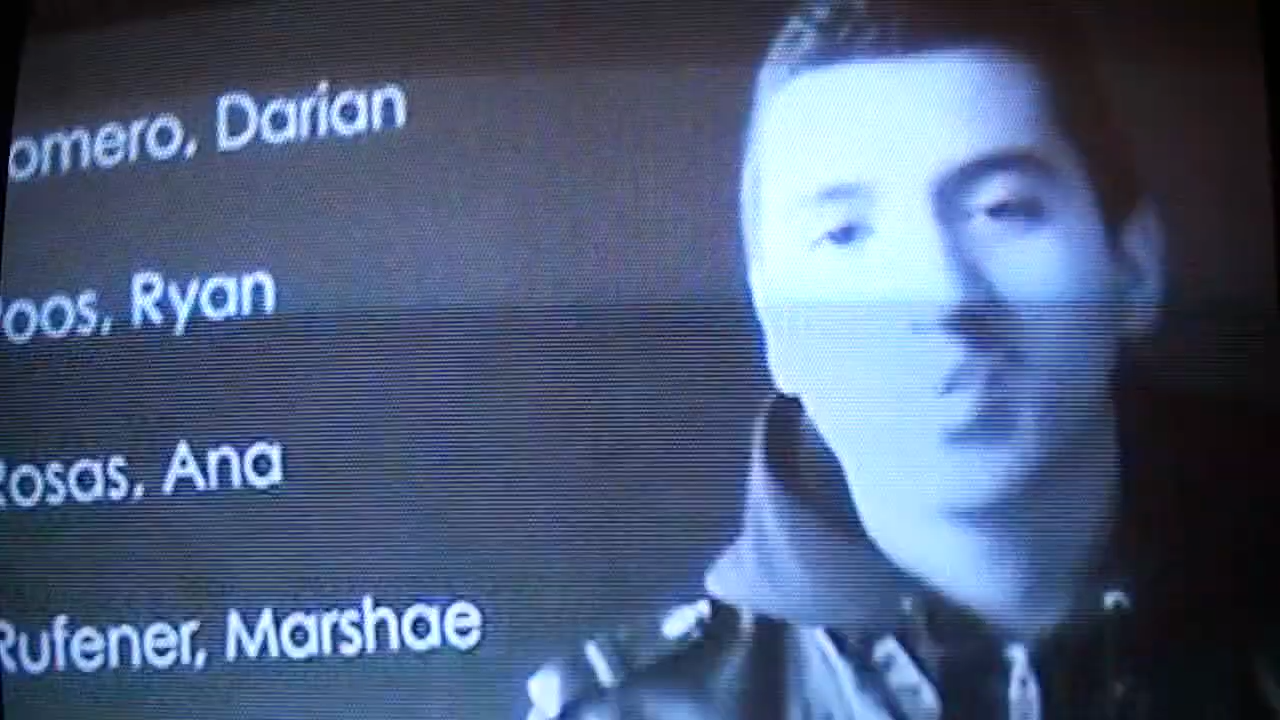 omero, Darian
oos, Ryan
Rosas, Ana
Rufener, Marshae